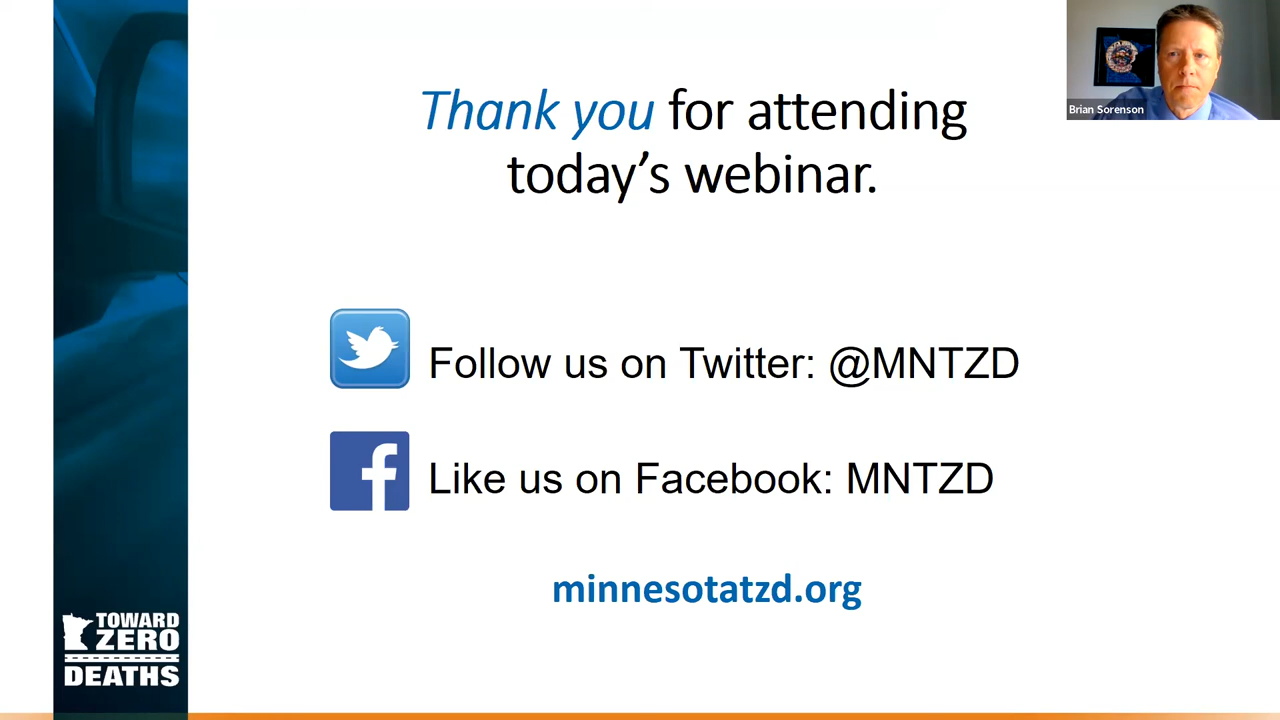 Thank you for attending
today's webinar.
Brian Sorenson
Follow us on Twitter: @MNTZD
Like us on Facebook: MNTZD
minnesotatzd.org
TOWARD
ZERO
DEATHS